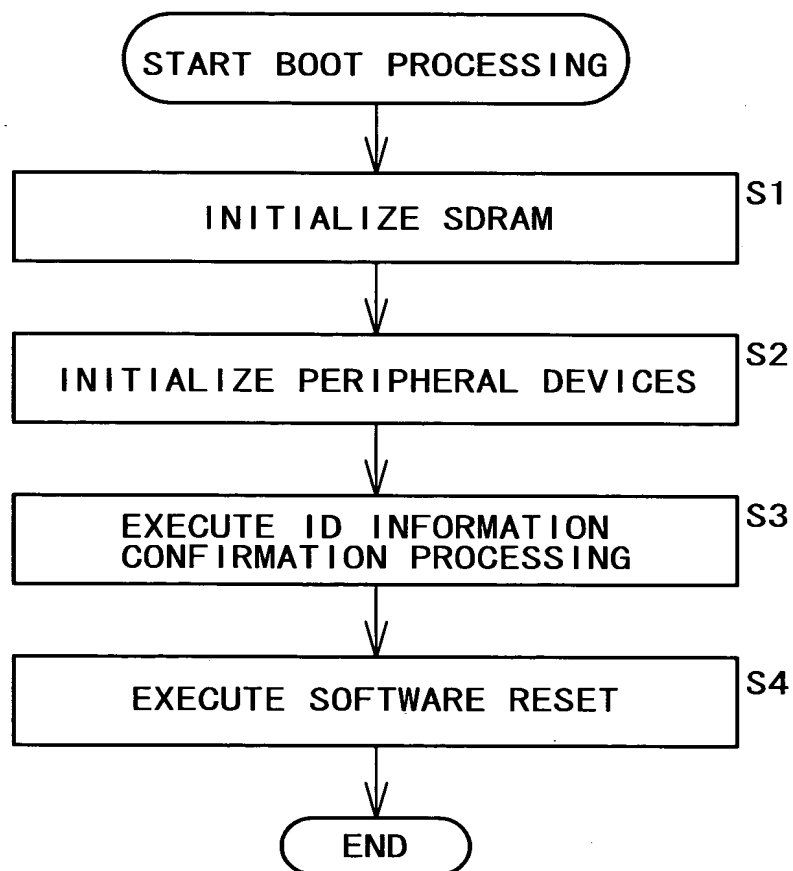 START BOOT PROCESSING
S1
INITIALIZE SDRAM
S2
INITIALIZE PERIPHERAL DEVICES
S3
EXECUTE ID INFORMATION
CONFIRMATION PROCESSING
S4
EXECUTE SOFTWARE RESET
END